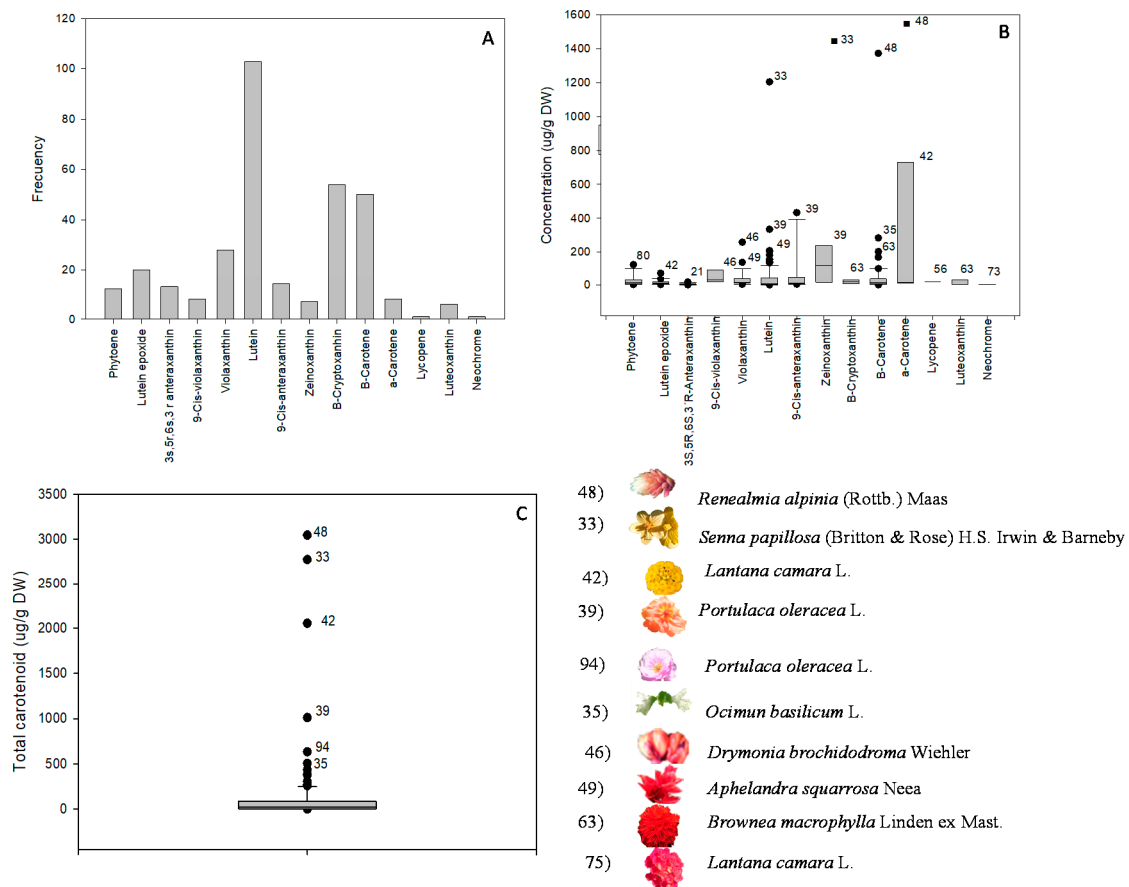 A
Frecuency
120
100
80
60
40
20
0
Phytoene
Lutein epoxide
3s,5r,6s,3 r anteraxanthin
9-Cis-violaxanthin
Violaxanthin
Lutein
9-Cis-anteraxanthin
Zeinoxanthin
B-Cryptoxanhin
B-Carotene
a-Carotene
Lycopene
Luteoxanthin
Neochrome
B
Concentration (ug/g DW)
1600
1400
1200
1000
800
600
400
200
0
80
42
21
46
46
49
33
39
49
39
33
39
63
48
35
63
48
42
56
63
73
Phytoene
Lutein epoxide
3S,5R,6S,3´R-Anteraxanthin
9-Cis-violaxanthin
Violaxanthin
Lutein
9-Cis-anteraxanthin
Zeinoxanthin
B-Cryptoxanthin
B-Carotene
a-Carotene
Lycopene
Luteoxanthin
Neochrome
C
Total carotenoid (ug/g DW)
3500
3000
2500
2000
1500
1000
500
0
48
33
42
39
94
35
48) Renealmia alpinia (Rottb.) Maas
33) Senna papillosa (Britton & Rose) H.S. Irwin & Barneby
42) Lantana camara L.
39) Portulaca oleracea L.
94) Portulaca oleracea L.
35) Ocimun basilicum L.
46) Drymonia brochidodroma Wiehler
49) Aphelandra squarrosa Neea
63) Brownea macrophylla Linden ex Mast.
75) Lantana camara L.